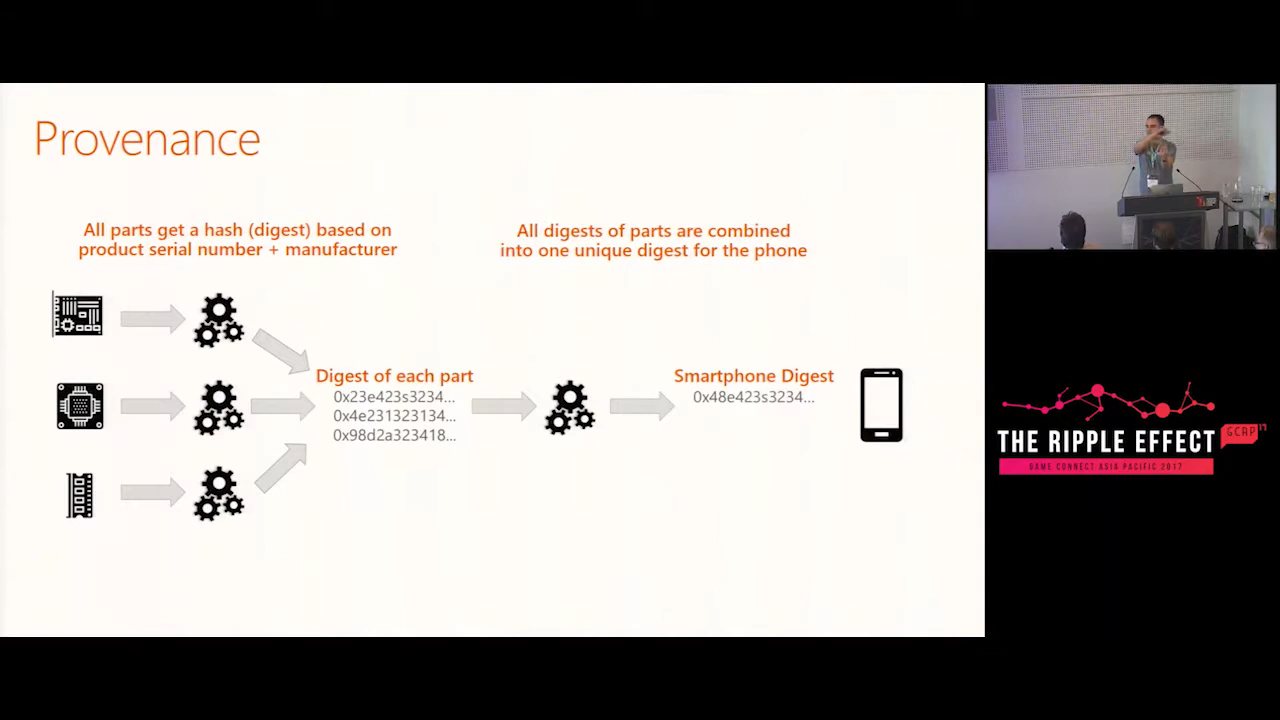 Provenance
All parts get a hash (digest) based on
product serial number + manufacturer
All digests of parts are combined
into one unique digest for the phone
Digest of each part
0x23e423s3234...
0x4e231323134...
0x98d2a323418...
Smartphone Digest
0x48e423s3234...
THE RIPPLE EFFECT
GCAP17
GAME CONNECT ASIA PACIFIC 2017